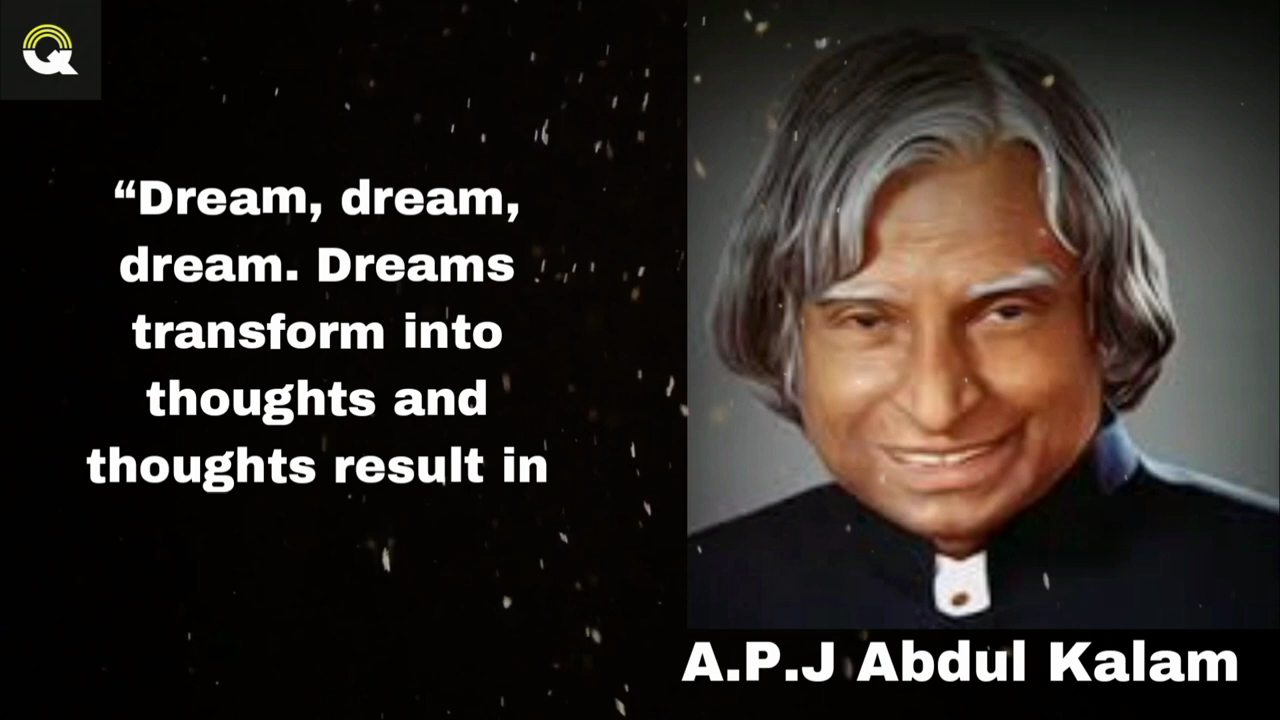 “Dream, dream,
dream. Dreams
transform into
thoughts and
thoughts result in
A.P.J Abdul Kalam